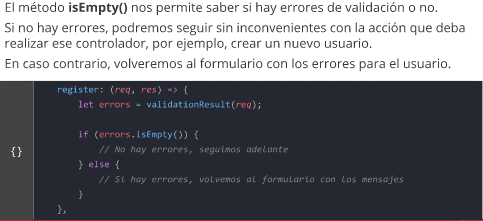 El método isEmpty() nos permite saber si hay errores de validación o no.
Si no hay errores, podremos seguir sin inconvenientes con la acción que deba
realizar ese controlador, por ejemplo, crear un nuevo usuario.
En caso contrario, volveremos al formulario con los errores para el usuario.
register: (req, res) => {
let errors = validationResult(req);
if (errors.isEmpty()) {
// No hay errores, seguimos adelante
{}
} else {
// Si hay errores, volvemos al formulario con los mensajes
}
},